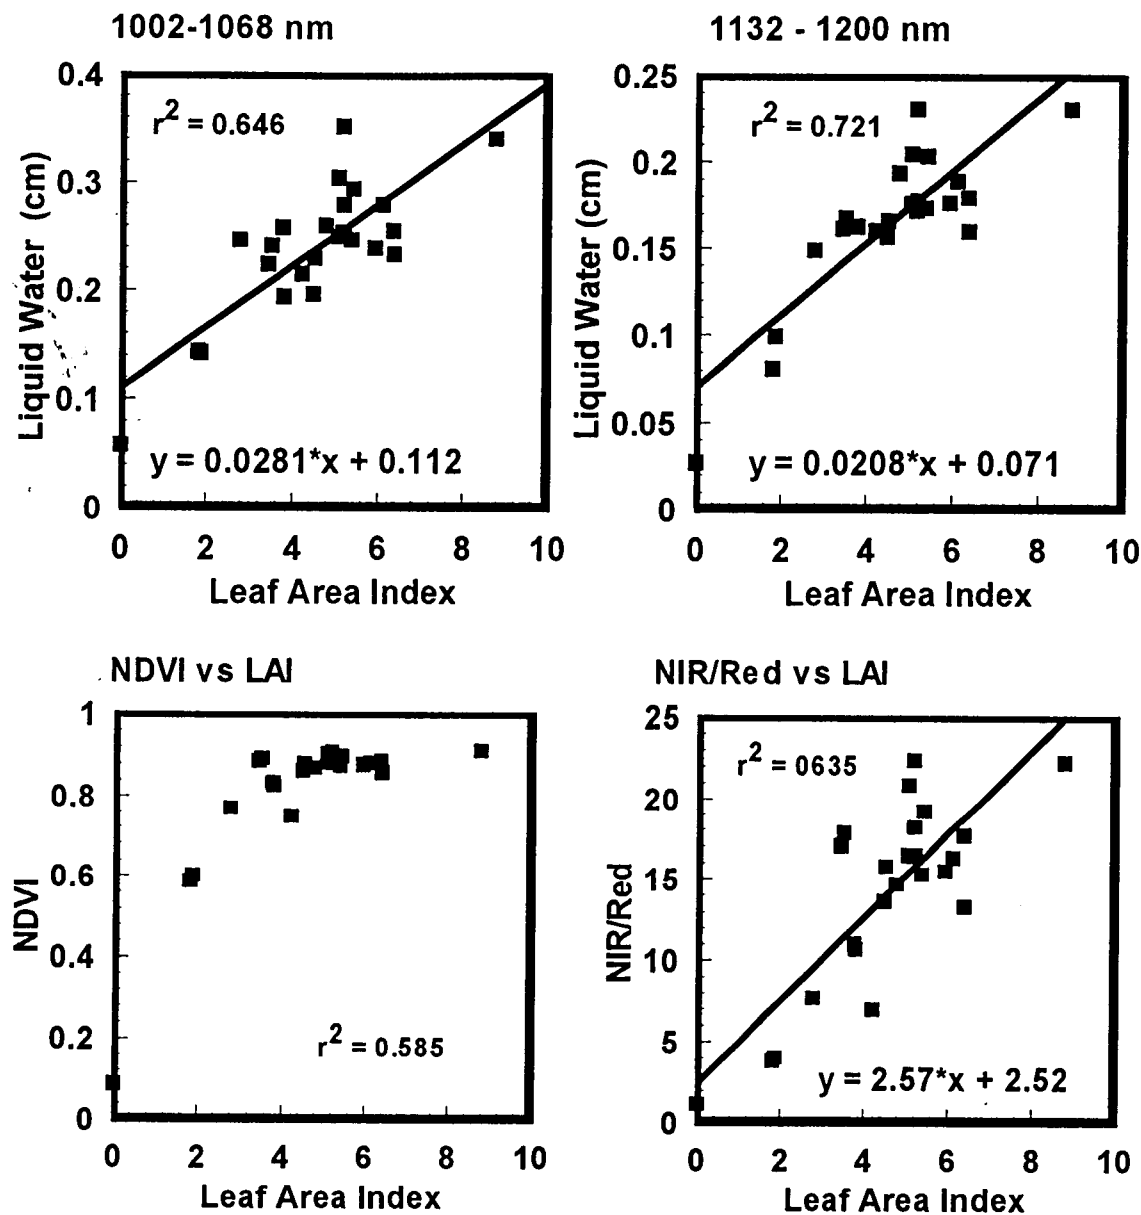 1002-1068 nm
0.4
0.3
0.2
0.1
0
r2 = 0.646
y = 0.0281*x + 0.112
Liquid Water (cm)
0 2 4 6 8 10
Leaf Area Index
1132 - 1200 nm
0.25
0.2
0.15
0.1
0.05
0
r2 = 0.721
y = 0.0208*x + 0.071
Liquid Water (cm)
0 2 4 6 8 10
Leaf Area Index
NDVI vs LAI
1
0.8
0.6
0.4
0.2
0
r2 = 0.585
NDVI
0 2 4 6 8 10
Leaf Area Index
NIR/Red vs LAI
25
20
15
10
5
0
r2 = 0635
y = 2.57*x + 2.52
NIR/Red
0 2 4 6 8 10
Leaf Area Index